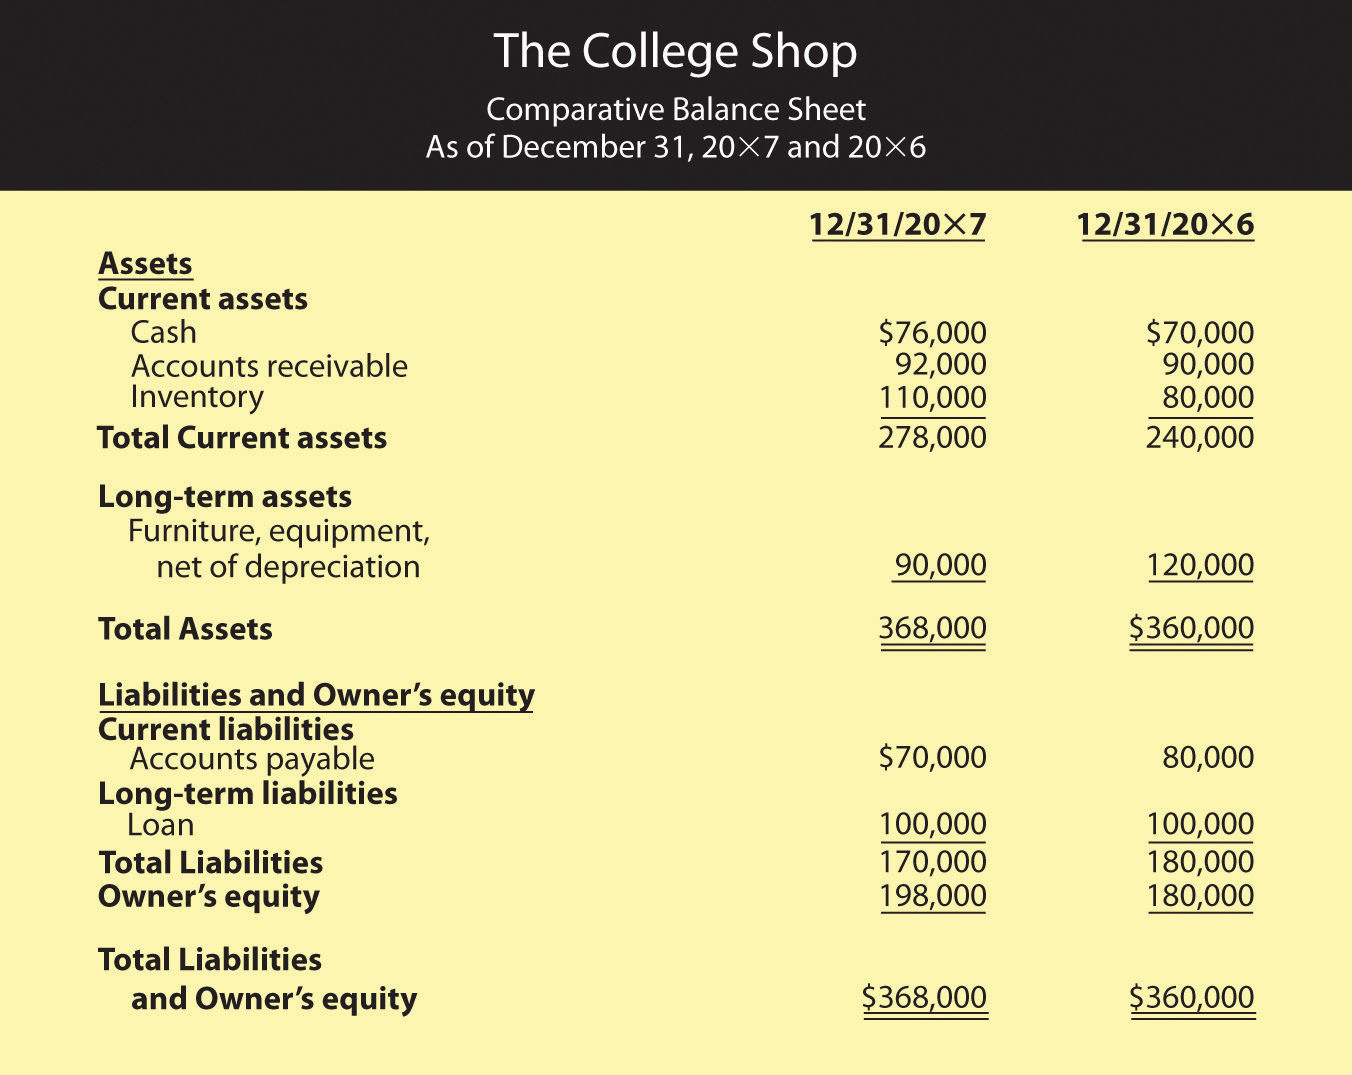 The College Shop
Comparative Balance Sheet
As of December 31, 20×7 and 20×6
12/31/20×7 12/31/20×6
Assets
Current assets
Cash $76,000 $70,000
Accounts receivable 92,000 90,000
Inventory 110,000 80,000
Total Current assets 278,000 240,000
Long-term assets
Furniture, equipment,
net of depreciation 90,000 120,000
Total Assets 368,000 $360,000
Liabilities and Owner’s equity
Current liabilities
Accounts payable $70,000 80,000
Long-term liabilities
Loan 100,000 100,000
Total Liabilities 170,000 180,000
Owner’s equity 198,000 180,000
Total Liabilities
and Owner’s equity $368,000 $360,000